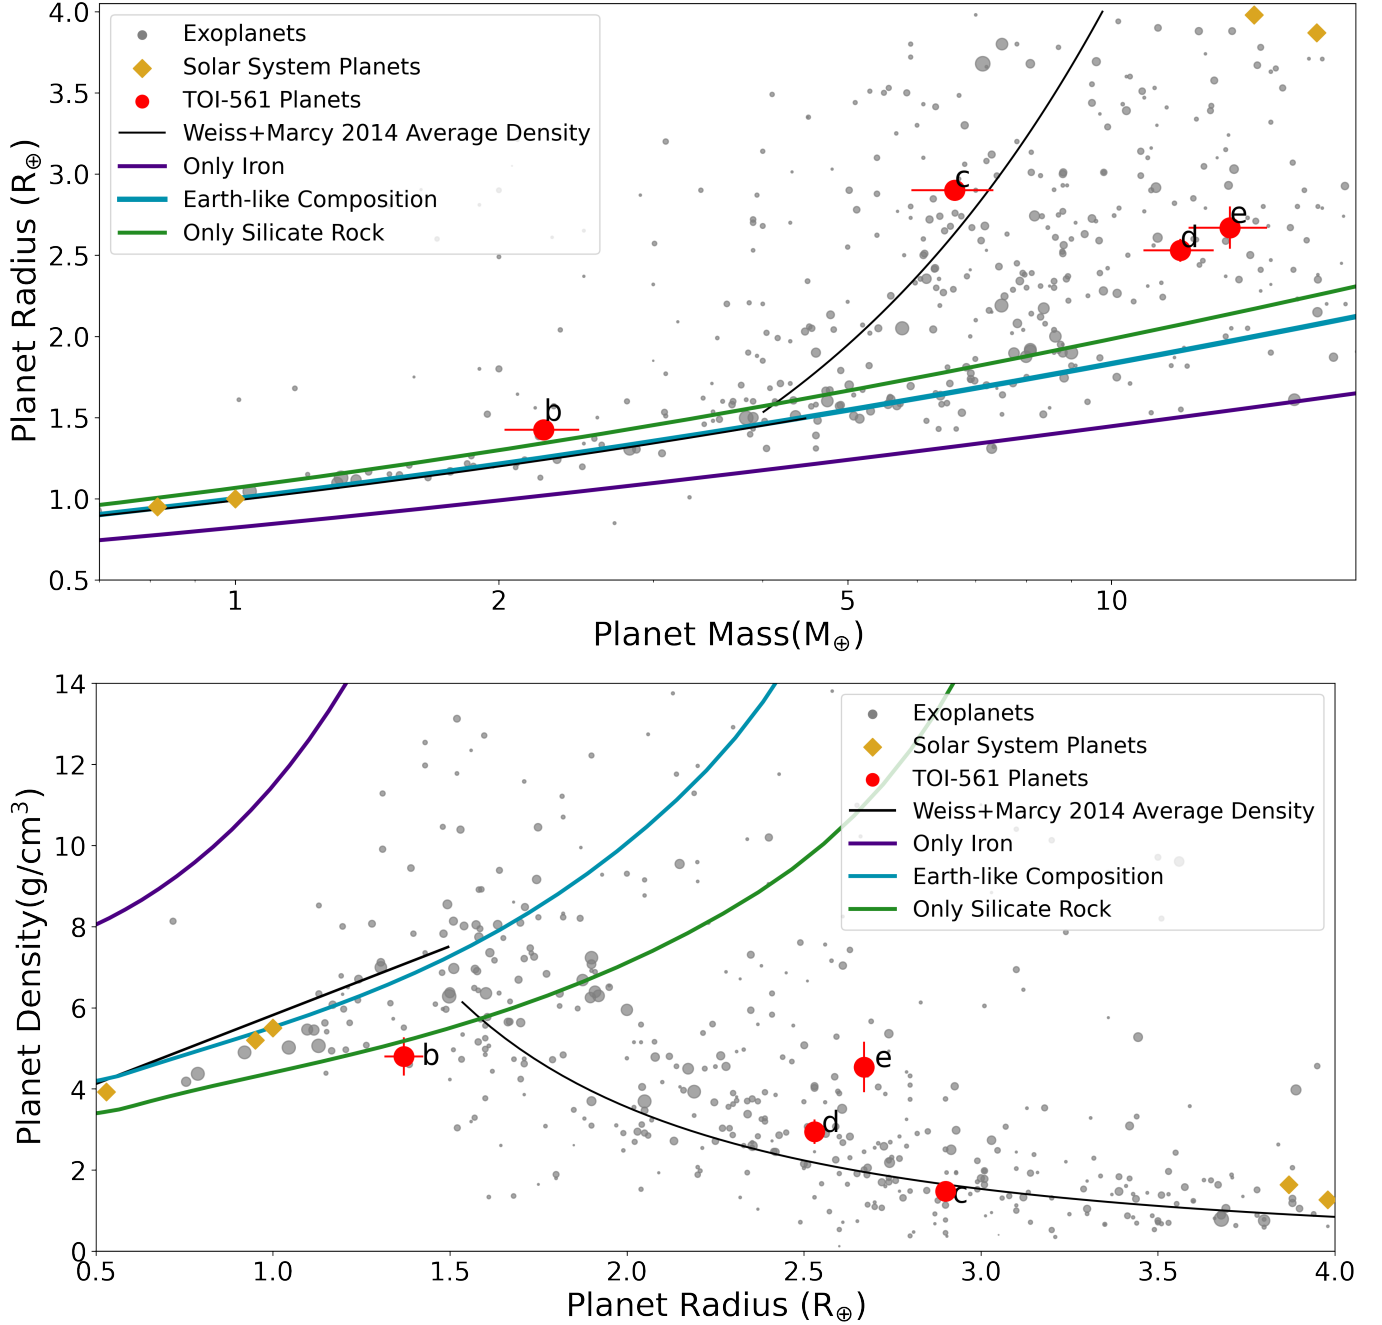 4.0
3.5
3.0
2.5
2.0
1.5
1.0
0.5
Planet Radius (R⊕)
Exoplanets
Solar System Planets
TOI-561 Planets
Weiss+Marcy 2014 Average Density
Only Iron
Earth-like Composition
Only Silicate Rock
c
e
d
b
1
2
5
10
Planet Mass(M⊕)
14
12
10
8
6
4
2
0
Planet Density(g/cm³)
Exoplanets
Solar System Planets
TOI-561 Planets
Weiss+Marcy 2014 Average Density
Only Iron
Earth-like Composition
Only Silicate Rock
b
e
d
c
0.5
1.0
1.5
2.0
2.5
3.0
3.5
4.0
Planet Radius (R⊕)